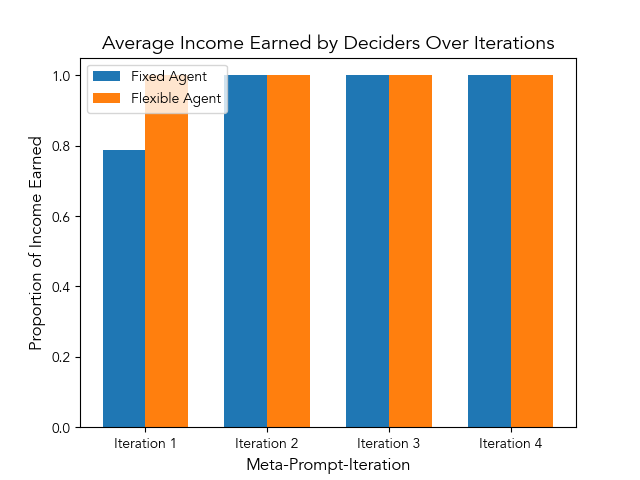 Average Income Earned by Deciders Over Iterations
Fixed Agent
Flexible Agent
Proportion of Income Earned
1.0
0.8
0.6
0.4
0.2
0.0
Iteration 1
Iteration 2
Iteration 3
Iteration 4
Meta-Prompt-Iteration